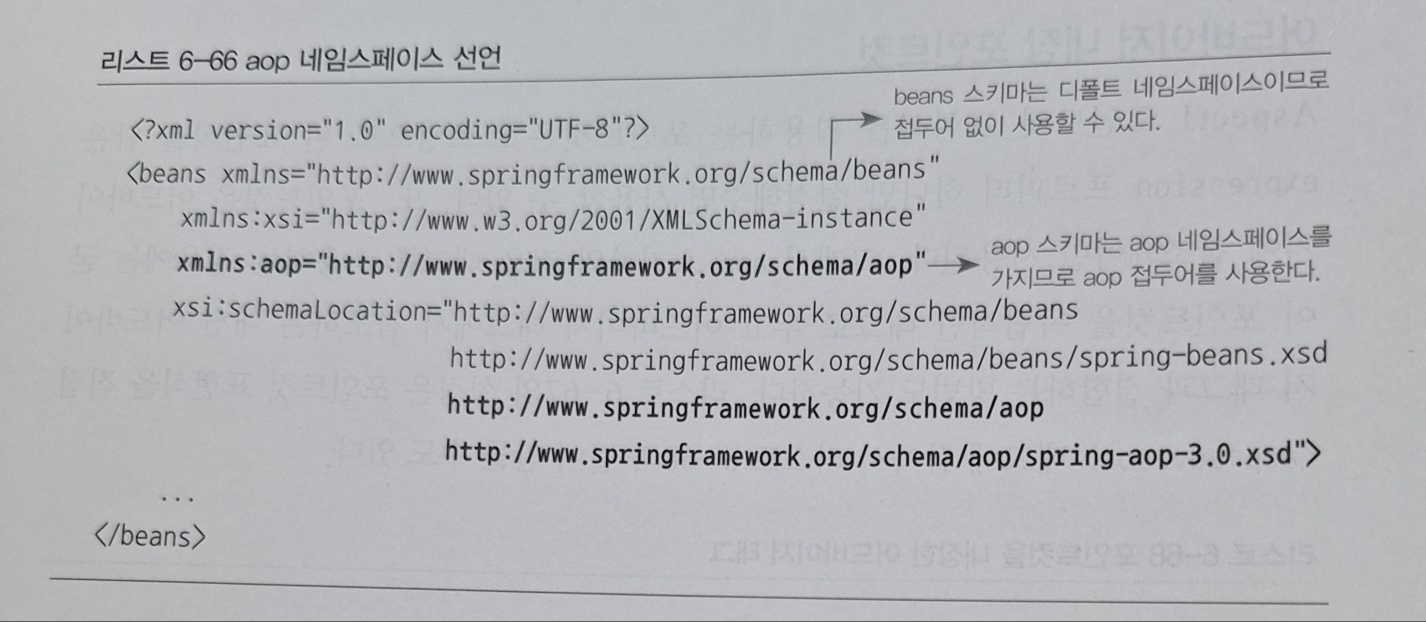 리스트 6-66 aop 네임스페이스 선언
beans 스키마는 디폴트 네임스페이스이므로
접두어 없이 사용할 수 있다.
<?xml version="1.0" encoding="UTF-8"?>
<beans xmlns="http://www.springframework.org/schema/beans"
xmlns:xsi="http://www.w3.org/2001/XMLSchema-instance"
xmlns:aop="http://www.springframework.org/schema/aop"
aop 스키마는 aop 네임스페이스를
가지므로 aop 접두어를 사용한다.
xsi:schemaLocation="http://www.springframework.org/schema/beans
http://www.springframework.org/schema/beans/spring-beans.xsd
http://www.springframework.org/schema/aop
http://www.springframework.org/schema/aop/spring-aop-3.0.xsd">
...
</beans>